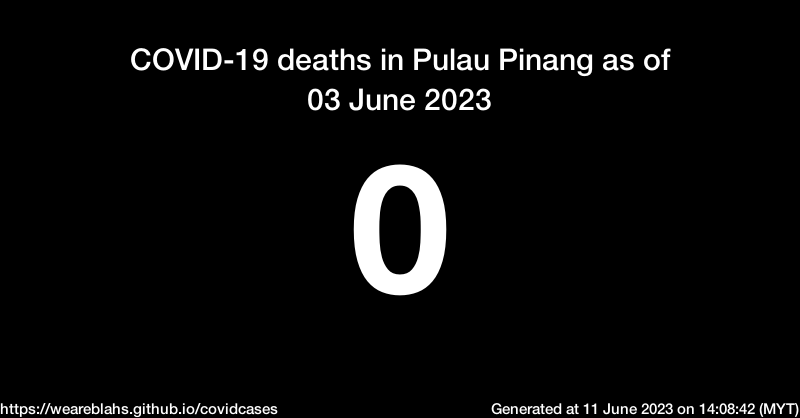 COVID-19 deaths in Pulau Pinang as of
03 June 2023
0
https://weareblahs.github.io/covidcases
Generated at 11 June 2023 on 14:08:42 (MYT)